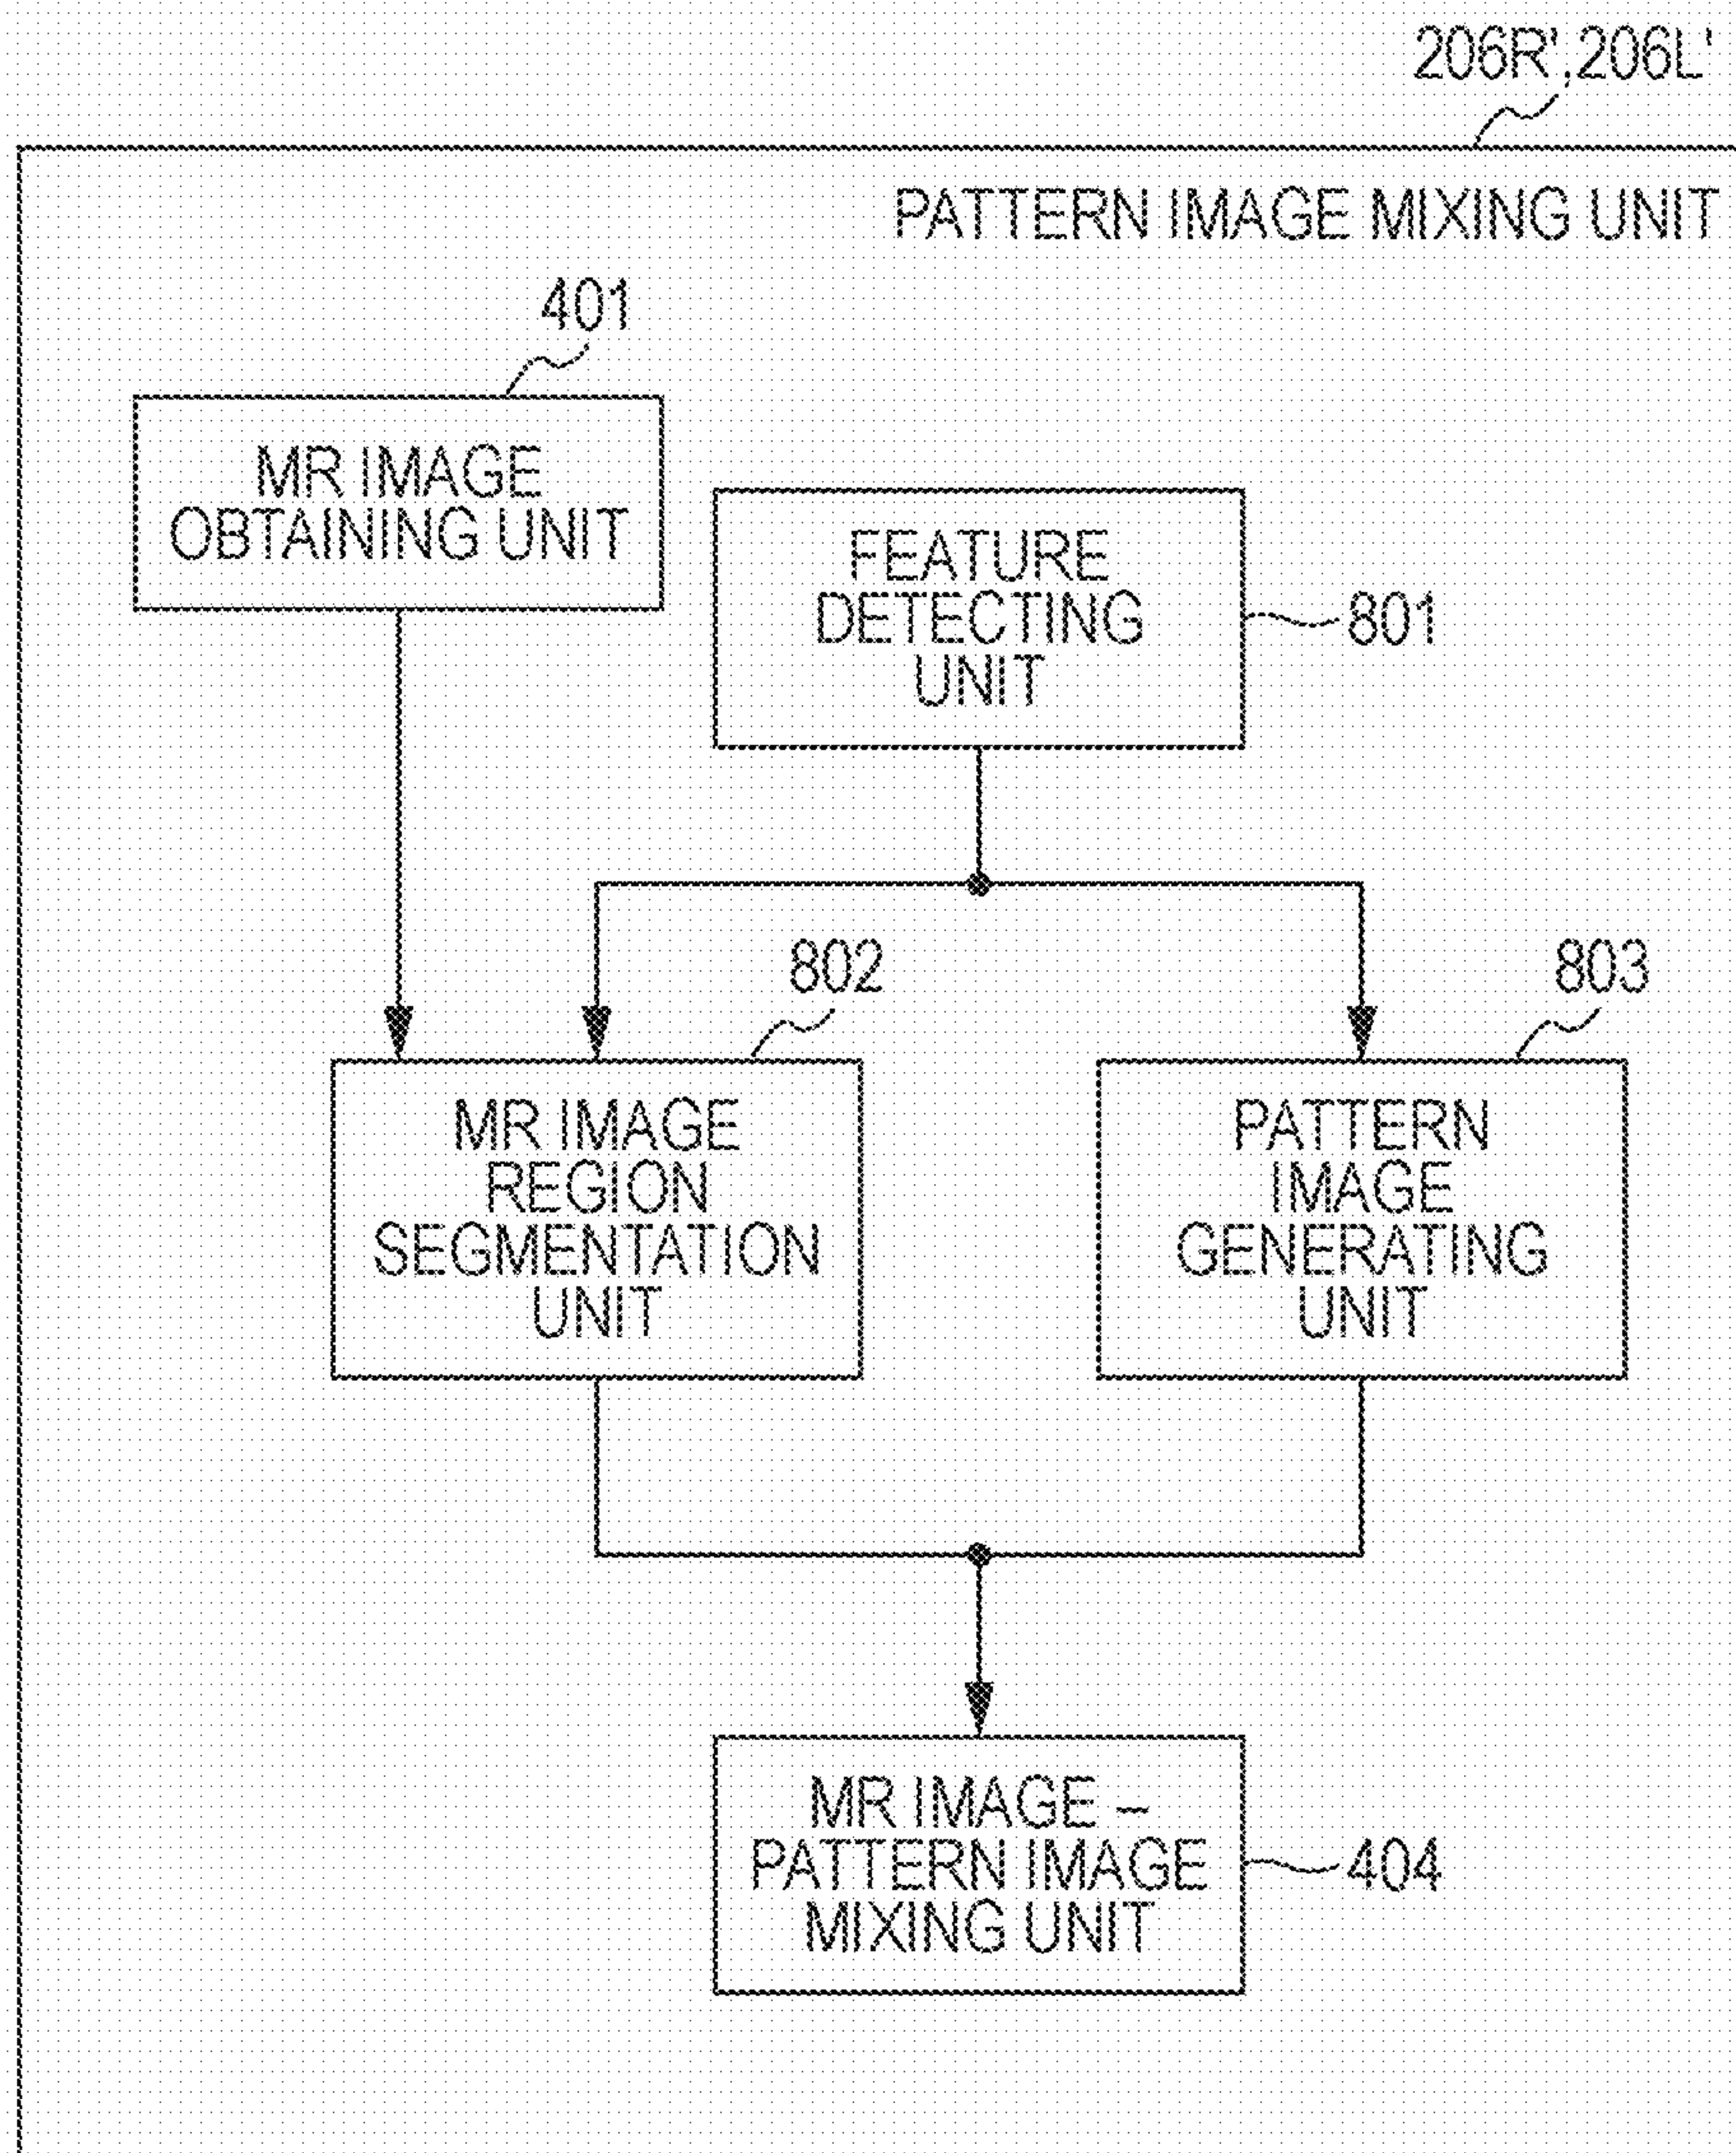 206R',206L'
PATTERN IMAGE MIXING UNIT
401
MR IMAGE
OBTAINING UNIT
FEATURE
DETECTING
UNIT
801
802
803
MR IMAGE
REGION
SEGMENTATION
UNIT
PATTERN
IMAGE
GENERATING
UNIT
MR IMAGE –
PATTERN IMAGE
MIXING UNIT
404